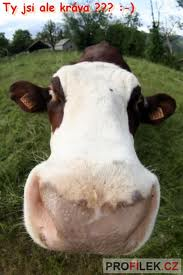 Ty jsi ale kráva ??? :-)
PROFILEK.CZ